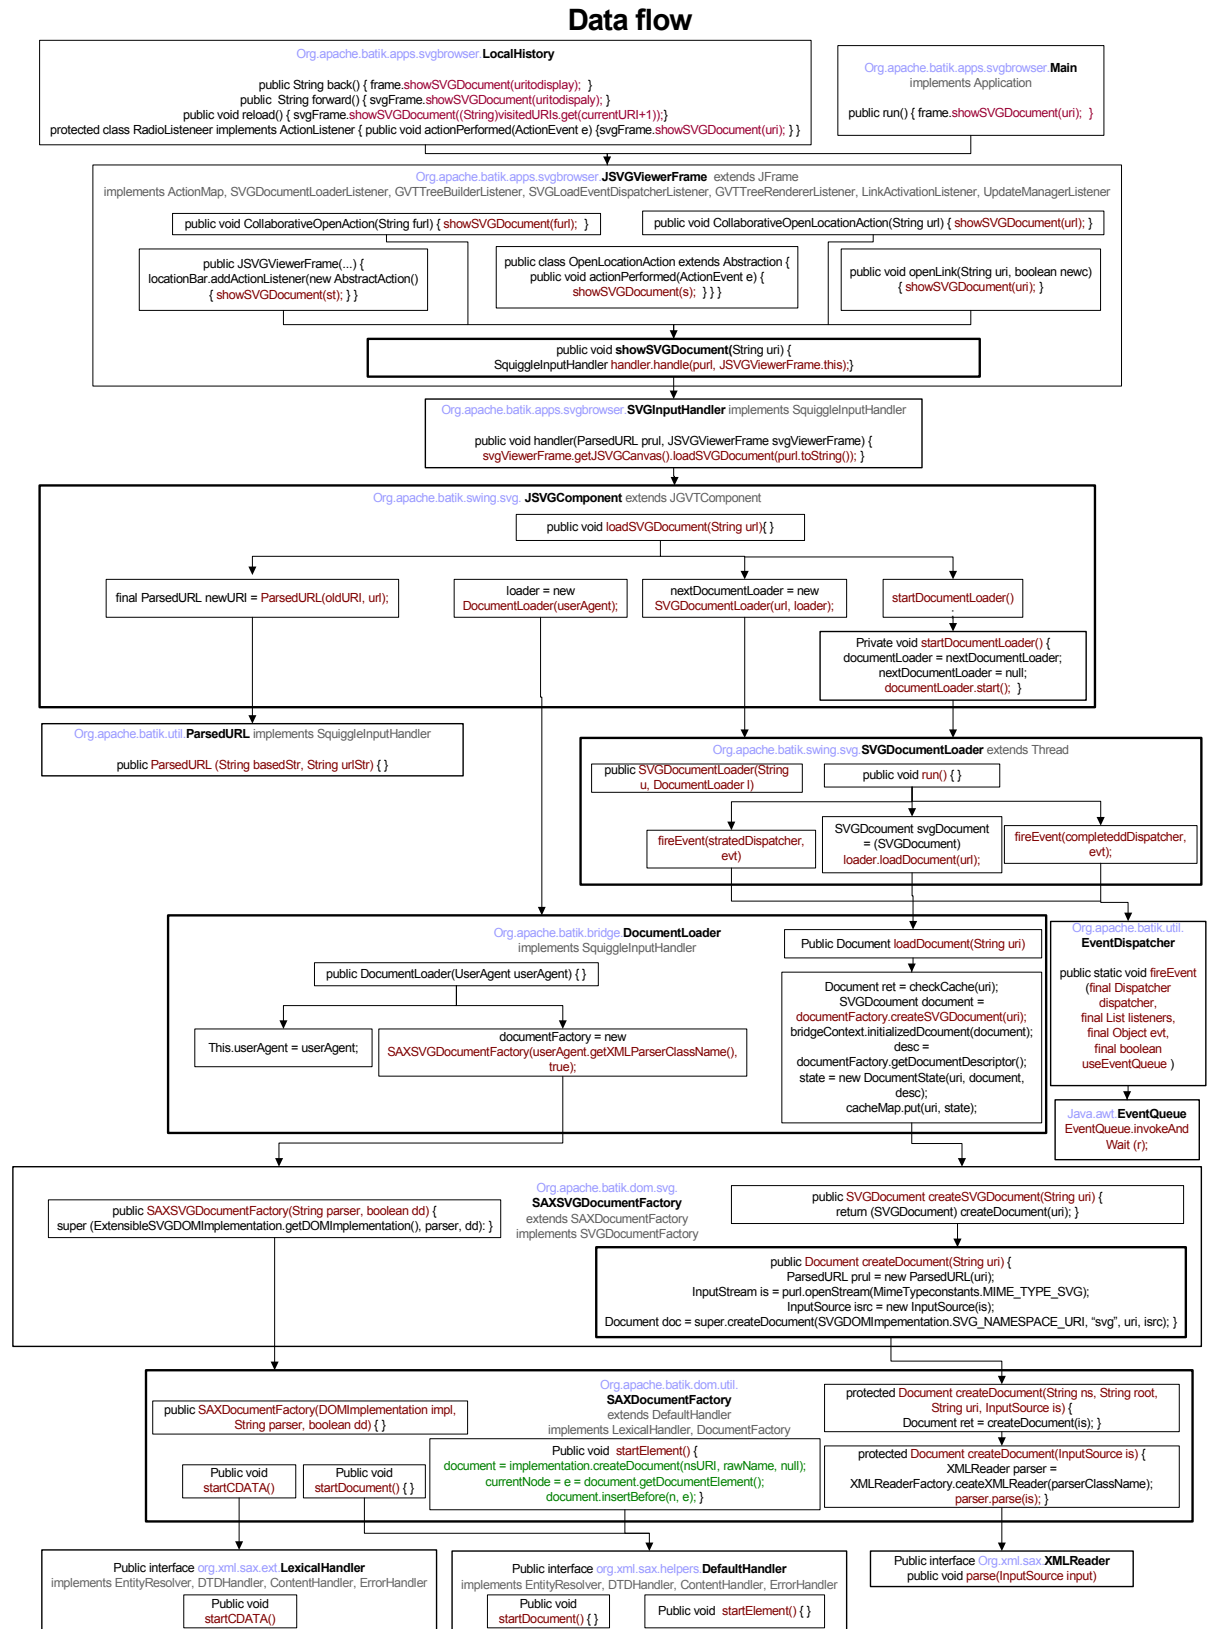 Data flow
Org.apache.batik.apps.svgbrowser.LocalHistory
public String back() { frame.showSVGDocument(uritodisplay);  }
public  String forward() { svgFrame.showSVGDocument(uritodispaly); }
public void reload() { svgFrame.showSVGDocument((String)visitedURIs.get(currentURI+1));}
protected class RadioListeneer implements ActionListener { public void actionPerformed(ActionEvent e) {svgFrame.showSVGDocument(uri); } }
Org.apache.batik.apps.svgbrowser.Main
implements Application
public run() { frame.showSVGDocument(uri);  }
Org.apache.batik.apps.svgbrowser.JSVGViewerFrame  extends JFrame
implements ActionMap, SVGDocumentLoaderListener, GVTTreeBuilderListener, SVGLoadEventDispatcherListener, GVTTreeRendererListener, LinkActivationListener, UpdateManagerListener
public void CollaborativeOpenAction(String furl) { showSVGDocument(furl);  }
public void CollaborativeOpenLocationAction(String url) { showSVGDocument(url); }
public JSVGViewerFrame(...) {
locationBar.addActionListener(new AbstractAction()
{ showSVGDocument(st); } }
public class OpenLocationAction extends Abstraction {
public void actionPerformed(ActionEvent e) {
showSVGDocument(s);  } } }
public void openLink(String uri, boolean newc)
{ showSVGDocument(uri); }
public void showSVGDocument(String uri) {
SquiggleInputHandler handler.handle(purl, JSVGViewerFrame.this);}
Org.apache.batik.apps.svgbrowser.SVGInputHandler implements SquiggleInputHandler
public void handler(ParsedURL prul, JSVGViewerFrame svgViewerFrame) {
svgViewerFrame.getJSVGCanvas().loadSVGDocument(purl.toString()); }
Org.apache.batik.swing.svg. JSVGComponent extends JGVTComponent
public void loadSVGDocument(String url){ }
final ParsedURL newURI = ParsedURL(oldURI, url);
loader = new
DocumentLoader(userAgent);
nextDocumentLoader = new
SVGDocumentLoader(url, loader);
startDocumentLoader()
;
Private void startDocumentLoader() {
documentLoader = nextDocumentLoader;
nextDocumentLoader = null;
documentLoader.start();  }
Org.apache.batik.util.ParsedURL implements SquiggleInputHandler
public ParsedURL (String basedStr, String urlStr) { }
Org.apache.batik.swing.svg.SVGDocumentLoader extends Thread
public SVGDocumentLoader(String
u, DocumentLoader l)
public void run() { }
fireEvent(stratedDispatcher,
evt)
SVGDcoument svgDocument
= (SVGDocument)
loader.loadDocument(url);
fireEvent(completeddDispatcher,
evt);
Org.apache.batik.bridge.DocumentLoader
implements SquiggleInputHandler
public DocumentLoader(UserAgent userAgent) { }
This.userAgent = userAgent;
documentFactory = new
SAXSVGDocumentFactory(userAgent.getXMLParserClassName(),
true);
Public Document loadDocument(String uri)
Document ret = checkCache(uri);
SVGDcoument document =
documentFactory.createSVGDocument(uri);
bridgeContext.initializedDcoument(document);
desc =
documentFactory.getDocumentDescriptor();
state = new DocumentState(uri, document,
desc);
cacheMap.put(uri, state);
Org.apache.batik.util.
EventDispatcher
public static void fireEvent
(final Dispatcher
dispatcher,
final List listeners,
final Object evt,
final boolean
useEventQueue )
Java.awt.EventQueue
EventQueue.invokeAnd
Wait (r);
Org.apache.batik.dom.svg.
SAXSVGDocumentFactory
extends SAXDocumentFactory
implements SVGDocumentFactory
public SAXSVGDocumentFactory(String parser, boolean dd) {
super (ExtensibleSVGDOMImplementation.getDOMImplementation(), parser, dd): }
public SVGDocument createSVGDocument(String uri) {
return (SVGDocument) createDocument(uri); }
public Document createDocument(String uri) {
ParsedURL prul = new ParsedURL(uri);
InputStream is = purl.openStream(MimeTypeconstants.MIME_TYPE_SVG);
InputSource isrc = new InputSource(is);
Document doc = super.createDocument(SVGDOMImpementation.SVG_NAMESPACE_URI, “svg”, uri, isrc); }
Org.apache.batik.dom.util.
SAXDocumentFactory
extends DefaultHandler
implements LexicalHandler, DocumentFactory
public SAXDocumentFactory(DOMImplementation impl,
String parser, boolean dd) { }
Public void
startCDATA()
Public void
startDocument() { }
Public void  startElement() {
document = implementation.createDocument(nsURI, rawName, null);
currentNode = e = document.getDocumentElement();
document.insertBefore(n, e); }
protected Document createDocument(String ns, String root,
String uri, InputSource is) {
Document ret = createDocument(is); }
protected Document createDocument(InputSource is) {
XMLReader parser =
XMLReaderFactory.ceateXMLReader(parserClassName);
parser.parse(is); }
Public interface org.xml.sax.ext.LexicalHandler
implements EntityResolver, DTDHandler, ContentHandler, ErrorHandler
Public void
startCDATA()
Public interface org.xml.sax.helpers.DefaultHandler
implements EntityResolver, DTDHandler, ContentHandler, ErrorHandler
Public void
startDocument() { }
Public void  startElement() { }
Public interface Org.xml.sax.XMLReader
public void parse(InputSource input)